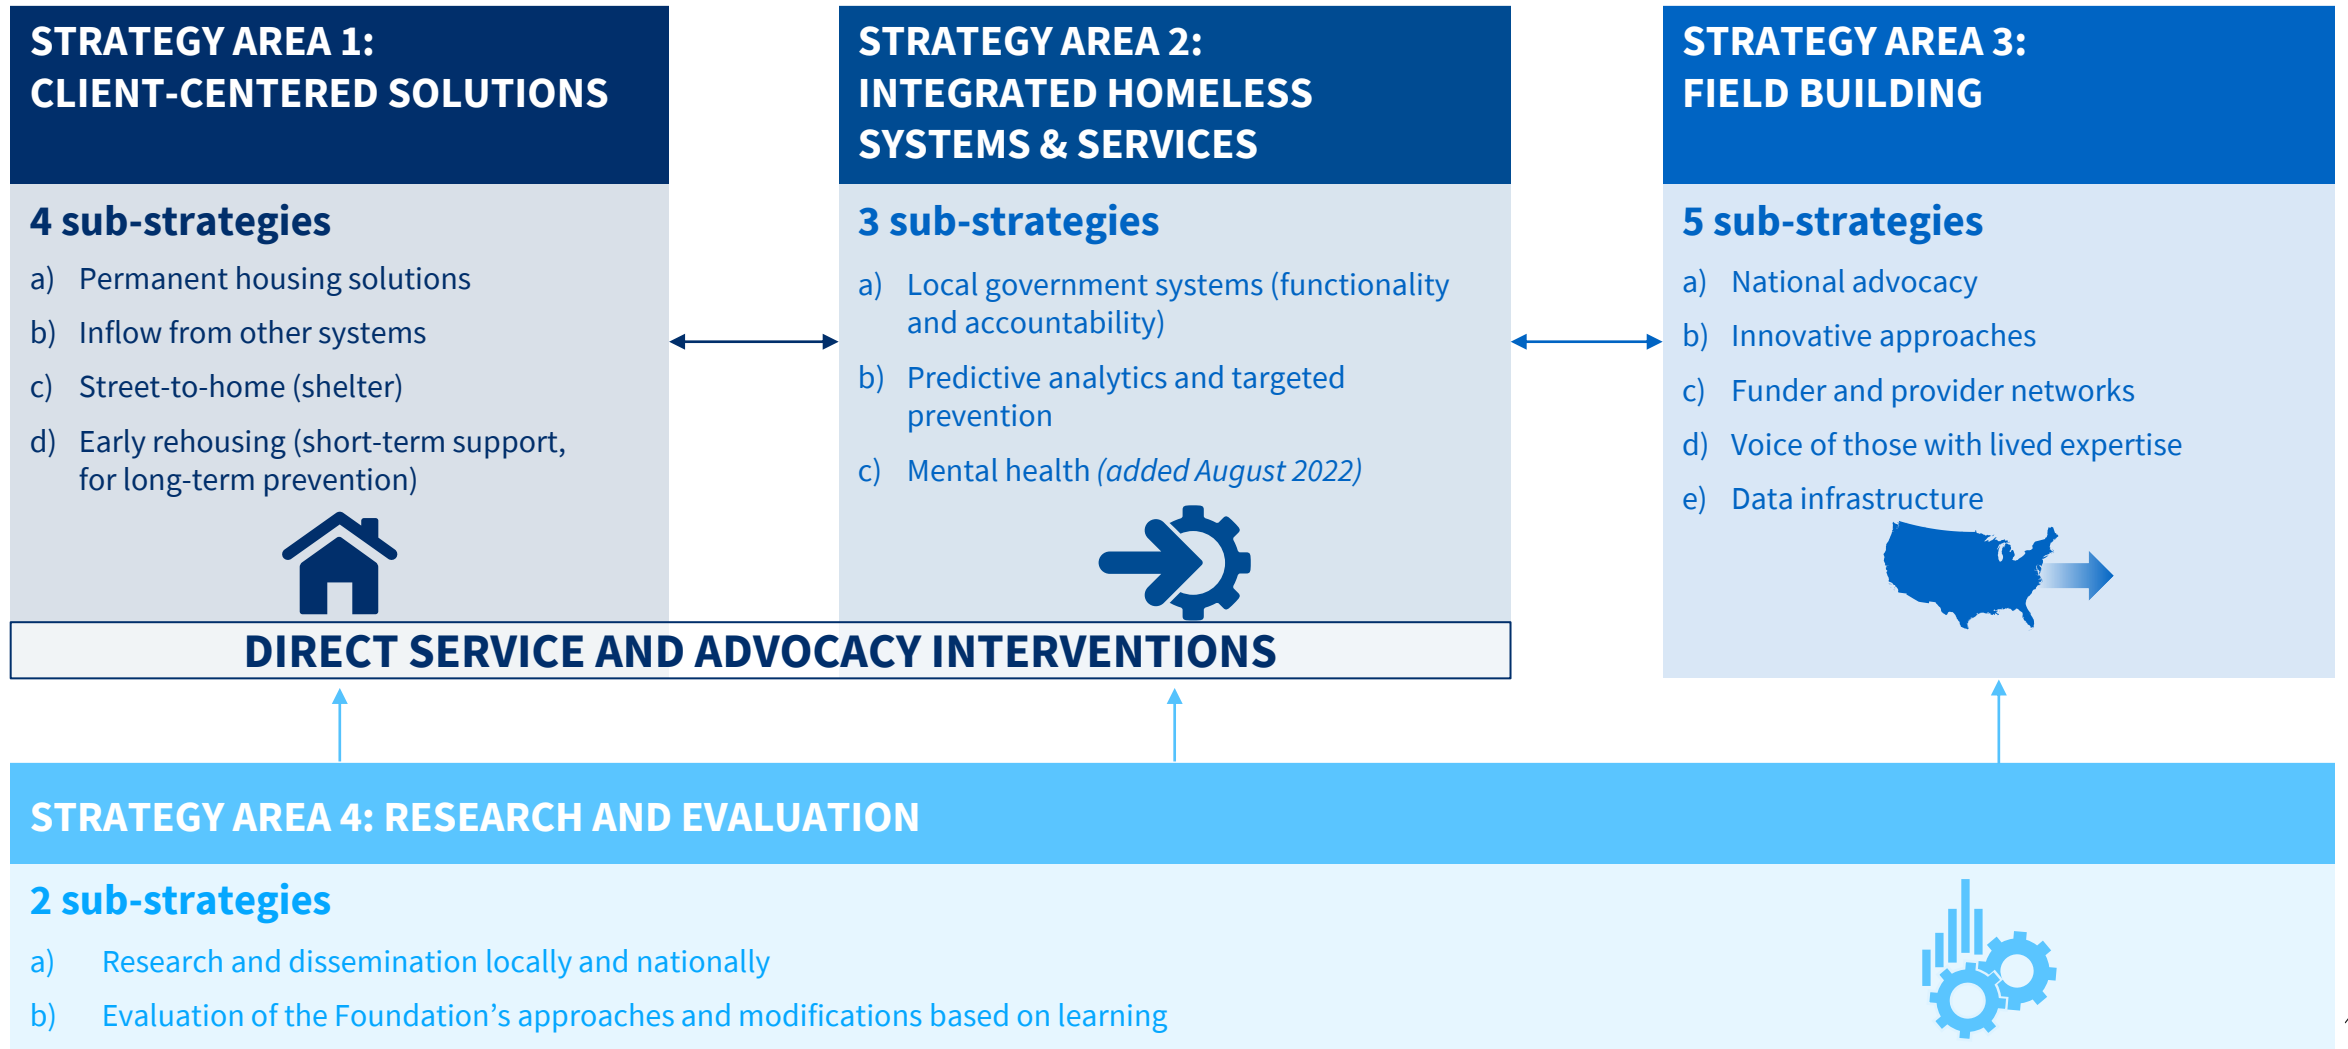 STRATEGY AREA 1:
CLIENT-CENTERED SOLUTIONS
4 sub-strategies
a) Permanent housing solutions
b) Inflow from other systems
c) Street-to-home (shelter)
d) Early rehousing (short-term support,
for long-term prevention)
STRATEGY AREA 2:
INTEGRATED HOMELESS
SYSTEMS & SERVICES
3 sub-strategies
a) Local government systems (functionality
and accountability)
b) Predictive analytics and targeted
prevention
c) Mental health (added August 2022)
DIRECT SERVICE AND ADVOCACY INTERVENTIONS
STRATEGY AREA 3:
FIELD BUILDING
5 sub-strategies
a) National advocacy
b) Innovative approaches
c) Funder and provider networks
d) Voice of those with lived expertise
e) Data infrastructure
STRATEGY AREA 4: RESEARCH AND EVALUATION
2 sub-strategies
a) Research and dissemination locally and nationally
b) Evaluation of the Foundation’s approaches and modifications based on learning